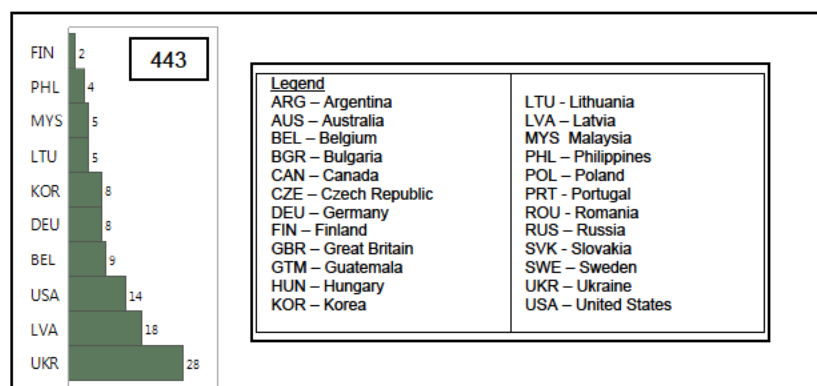 443
FIN 2
PHL 4
MYS 5
LTU 5
KOR 8
DEU 8
BEL 9
USA 14
LVA 18
UKR 28
Legend
ARG – Argentina
AUS – Australia
BEL – Belgium
BGR – Bulgaria
CAN – Canada
CZE – Czech Republic
DEU – Germany
FIN – Finland
GBR – Great Britain
GTM – Guatemala
HUN – Hungary
KOR – Korea
LTU - Lithuania
LVA – Latvia
MYS Malaysia
PHL – Philippines
POL – Poland
PRT - Portugal
ROU - Romania
RUS – Russia
SVK - Slovakia
SWE – Sweden
UKR – Ukraine
USA – United States